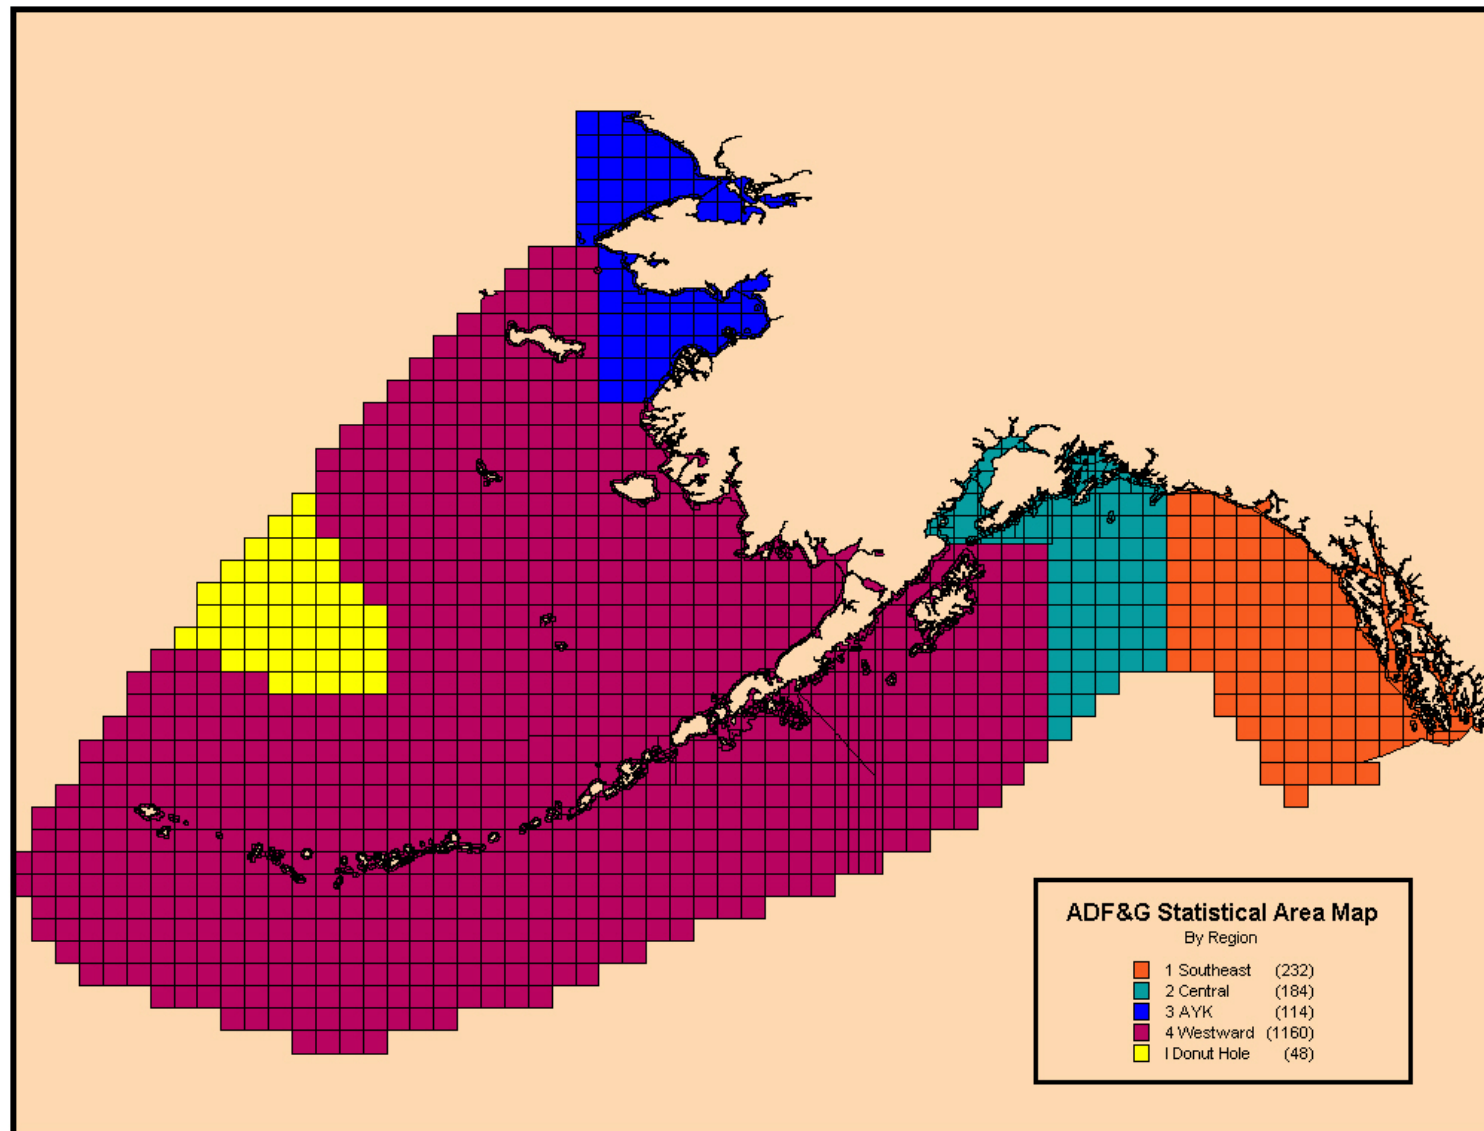 ADF&G Statistical Area Map
By Region
1 Southeast (232)
2 Central (184)
3 AYK (114)
4 Westward (1160)
I Donut Hole (48)